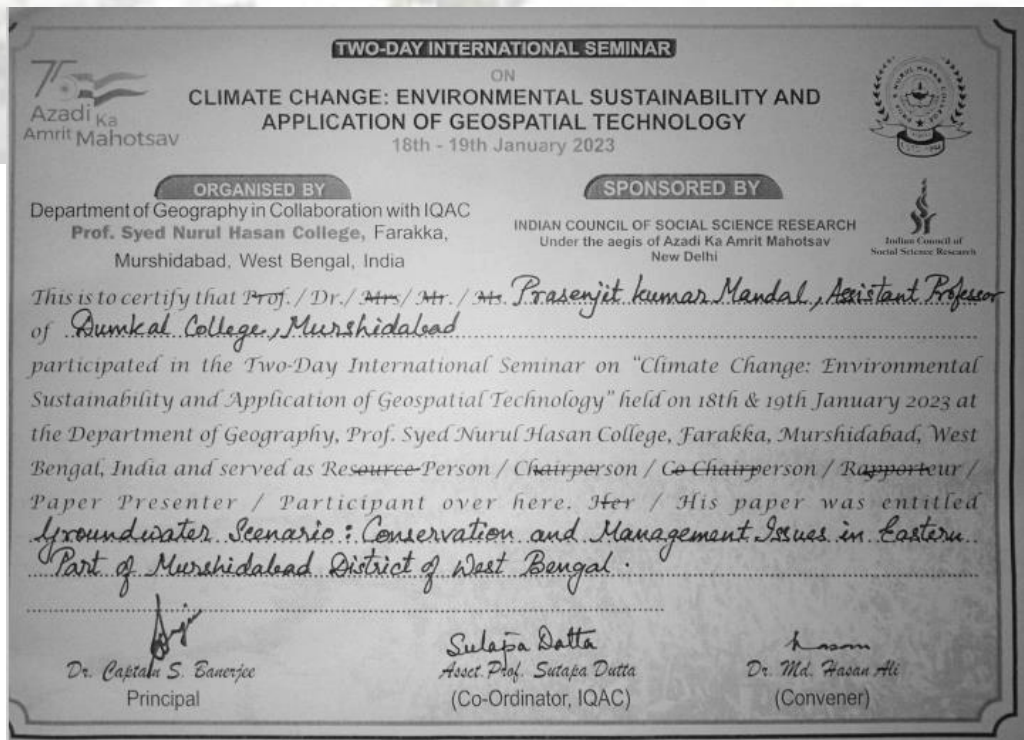 TWO-DAY INTERNATIONAL SEMINAR
ON
CLIMATE CHANGE: ENVIRONMENTAL SUSTAINABILITY AND
APPLICATION OF GEOSPATIAL TECHNOLOGY
18th - 19th January 2023
75
Azadi Ka
Amrit Mahotsav
ORGANISED BY
Department of Geography in Collaboration with IQAC
Prof. Syed Nurul Hasan College, Farakka,
Murshidabad, West Bengal, India
SPONSORED BY
INDIAN COUNCIL OF SOCIAL SCIENCE RESEARCH
Under the aegis of Azadi Ka Amrit Mahotsav
New Delhi
Indian Council of
Social Science Research
This is to certify that Prof. / Dr./ Mrs/ Mr. / Ms. Prasenjit kumar Mandal, Assistant Professor
of Dumkal College, Murshidabad
participated in the Two-Day International Seminar on "Climate Change: Environmental
Sustainability and Application of Geospatial Technology" held on 18th & 19th January 2023 at
the Department of Geography, Prof. Syed Nurul Hasan College, Farakka, Murshidabad, West
Bengal, India and served as Resource Person / Chairperson / Co Chairperson / Rapporteur /
Paper Presenter / Participant over here. Her / His paper was entitled
Groundwater Scenario: Conservation and Management Issues in Eastern
Part of Murshidabad District of West Bengal.
Sutapa Datta
Hasan
Dr. Captain S. Banerjee
Principal
Asset. Prof. Sutapa Dutta
(Co-Ordinator, IQAC)
Dr. Md. Hasan Ali
(Convener)